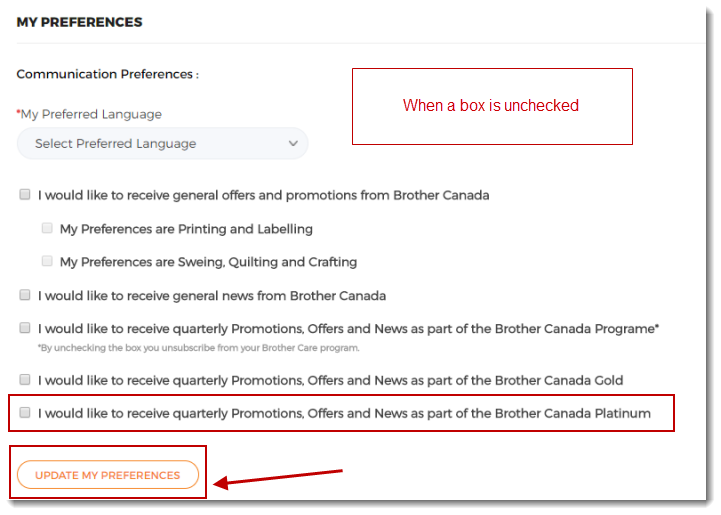 MY PREFERENCES
Communication Preferences :
When a box is unchecked
*My Preferred Language
Select Preferred Language
I would like to receive general offers and promotions from Brother Canada
My Preferences are Printing and Labelling
My Preferences are Sweing, Quilting and Crafting
I would like to receive general news from Brother Canada
I would like to receive quarterly Promotions, Offers and News as part of the Brother Canada Programe*
*By unchecking the box you unsubscribe from your Brother Care program.
I would like to receive quarterly Promotions, Offers and News as part of the Brother Canada Gold
I would like to receive quarterly Promotions, Offers and News as part of the Brother Canada Platinum
UPDATE MY PREFERENCES